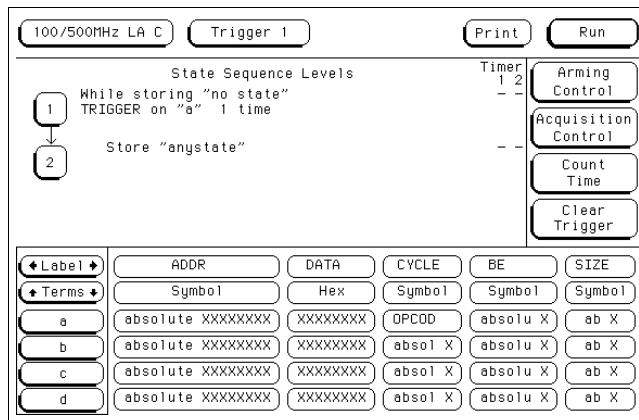 100/500MHz LA C Trigger 1 Print Run
State Sequence Levels Timer
1 2
While storing "no state" - -
1 TRIGGER on "a" 1 time
2 Store "anystate" - -
Arming
Control
Acquisition
Control
Count
Time
Clear
Trigger
←Label→ ADDR DATA CYCLE BE SIZE
↑Terms↓ Symbol Hex Symbol Symbol Symbol
a absolute XXXXXXXX XXXXXXXX OPCOD absolu X ab X
b absolute XXXXXXXX XXXXXXXX absol X absolu X ab X
c absolute XXXXXXXX XXXXXXXX absol X absolu X ab X
d absolute XXXXXXXX XXXXXXXX absol X absolu X ab X